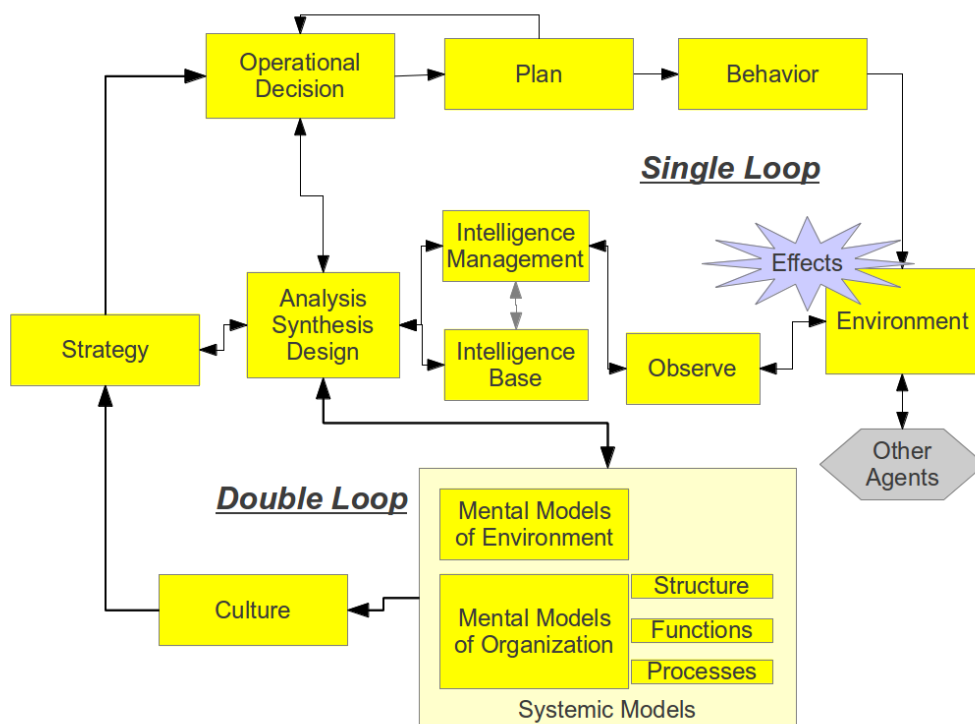 Operational
Decision
Plan
Behavior
Single Loop
Intelligence
Management
Effects
Analysis
Synthesis
Design
Environment
Strategy
Intelligence
Base
Observe
Other
Agents
Double Loop
Mental Models
of Environment
Culture
Mental Models
of Organization
Structure
Functions
Processes
Systemic Models